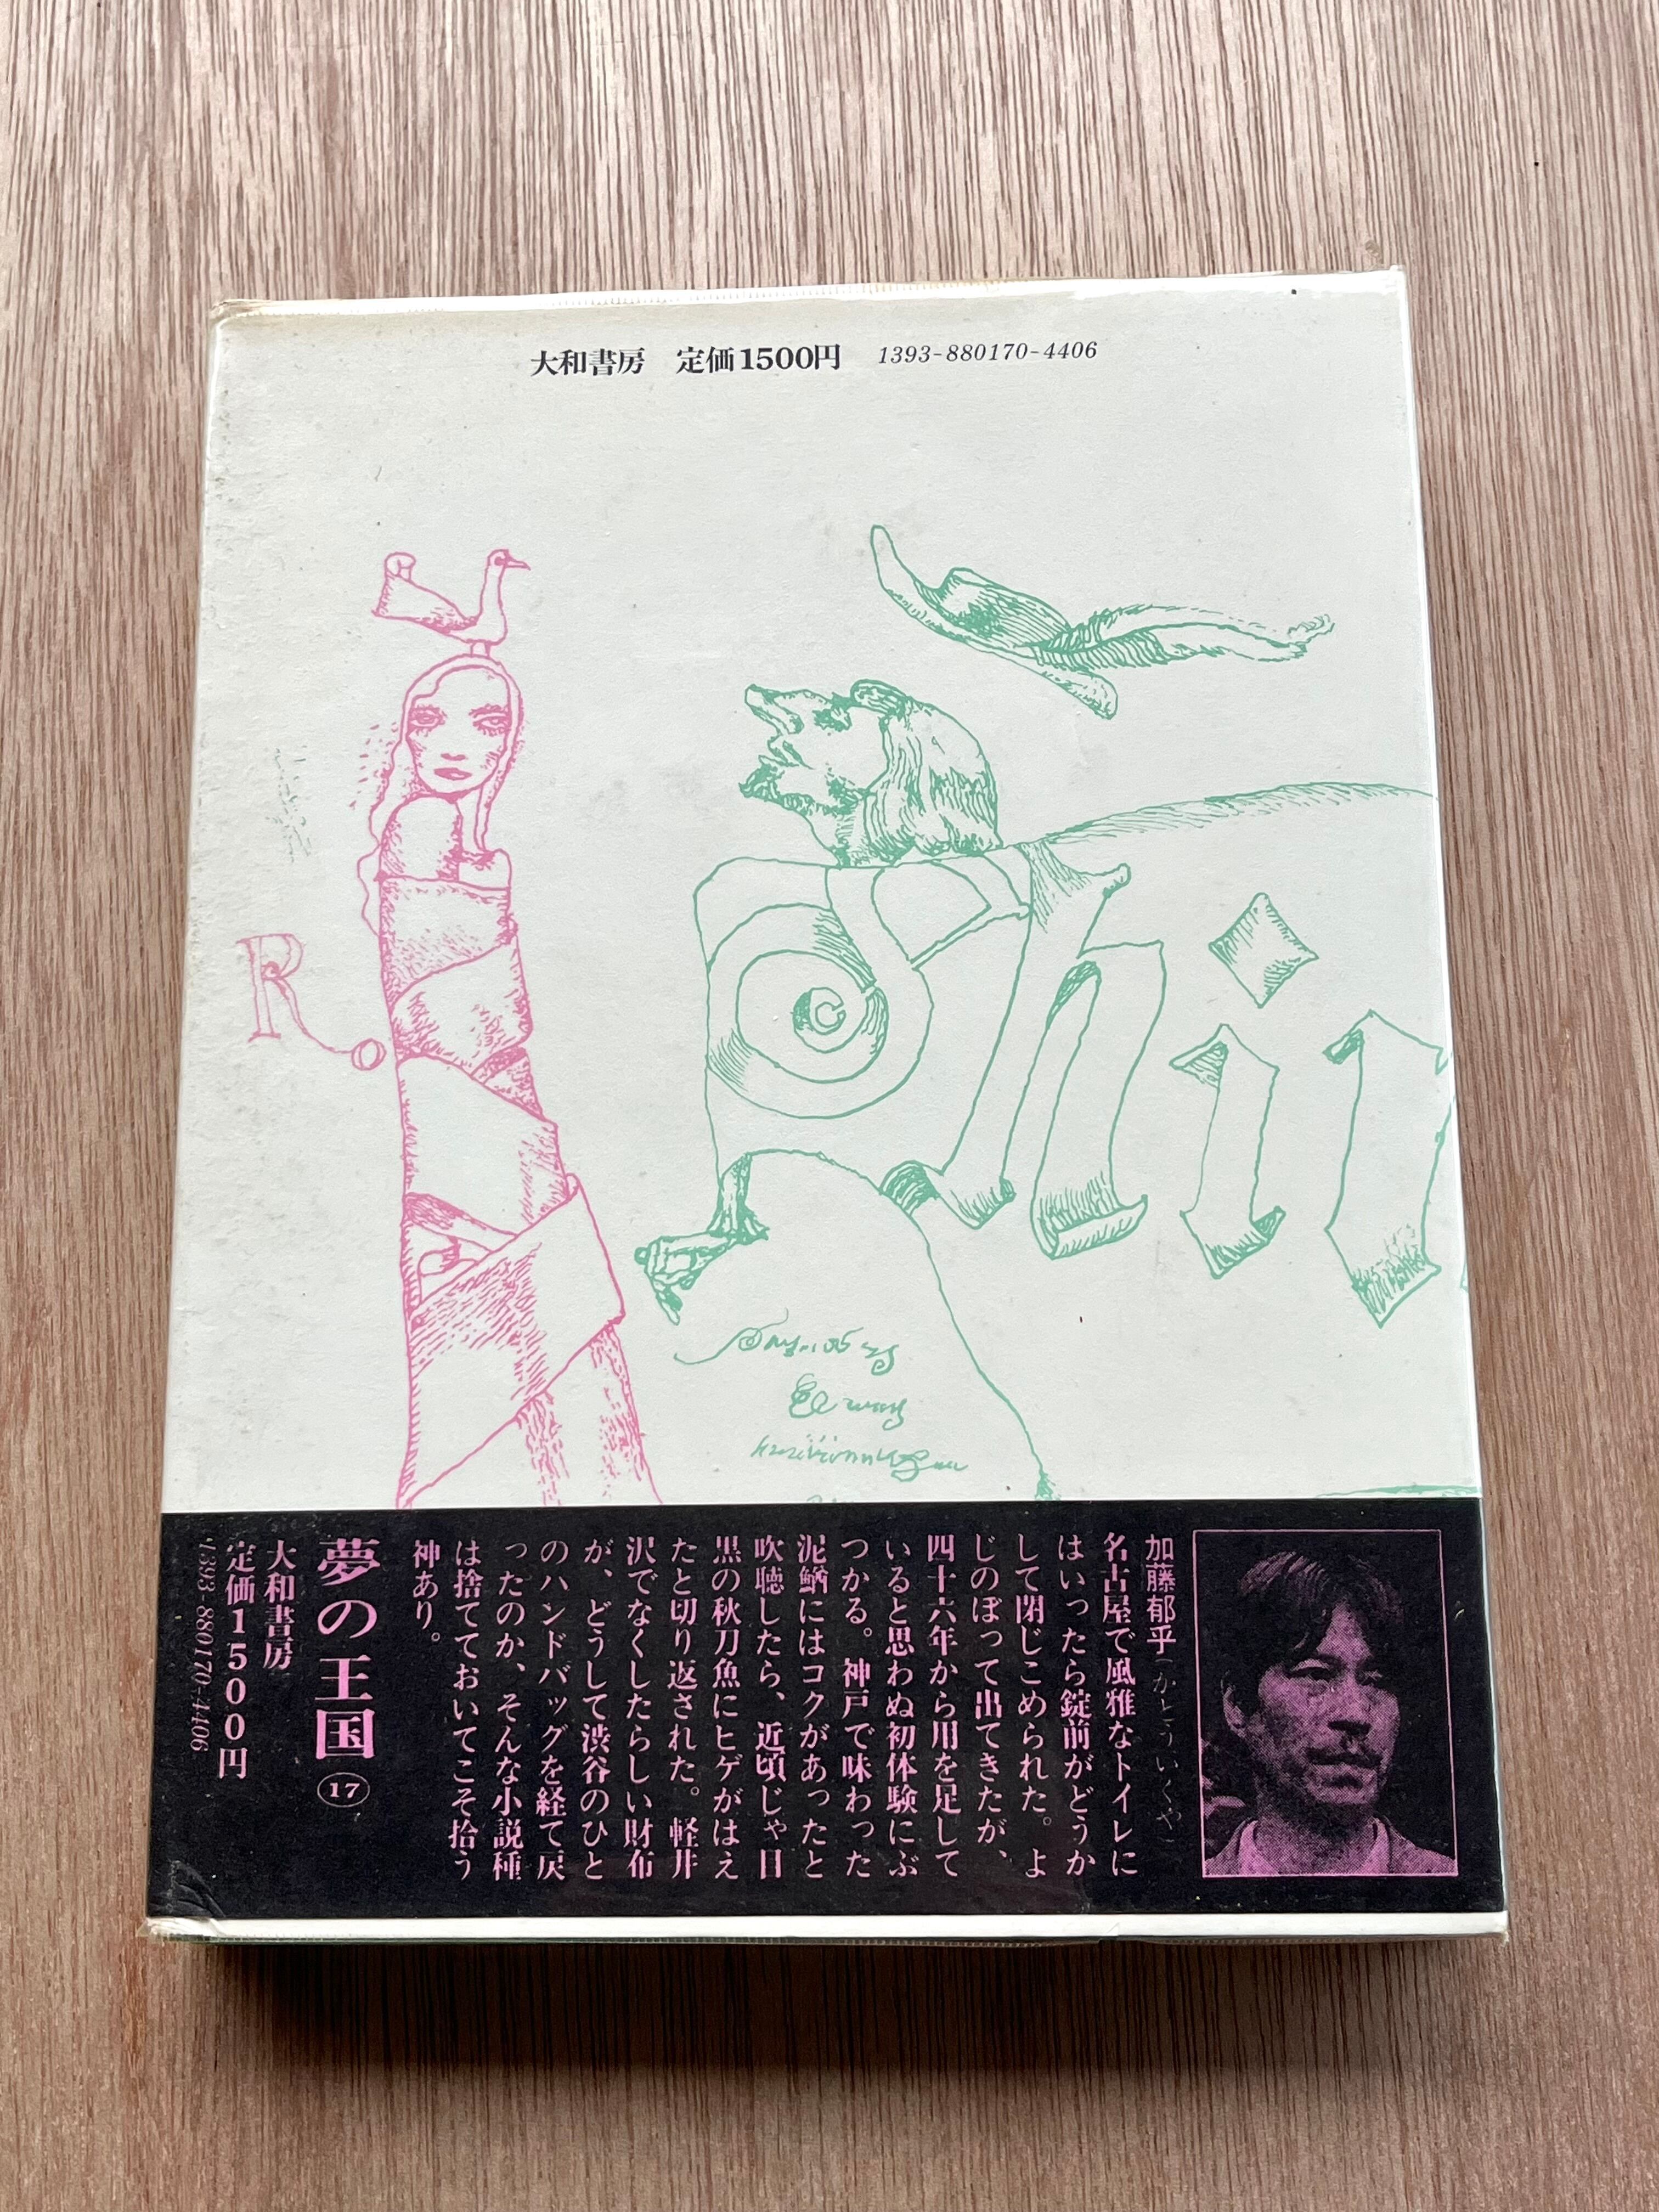 大和書房　定価1500円　1393-880170-4406
R
Shin
加藤郁乎(かとういくや)
名古屋で風雅なトイレに
はいったら錠前がどうか
して閉じこめられた。よ
じのぼって出てきたが、
四十六年から用を足して
いると思わぬ初体験にぶ
つかる。神戸で味わった
泥鰌にはコクがあったと
吹聴したら、近頃じゃ目
黒の秋刀魚にヒゲがはえ
たと切り返された。軽井
沢でなくしたらしい財布
が、どうして渋谷のひと
のハンドバッグを経て戻
ったのか、そんな小説種
は捨てておいてこそ拾う
神あり。
夢の王国⑰
大和書房
定価1500円
1393-880170-4406